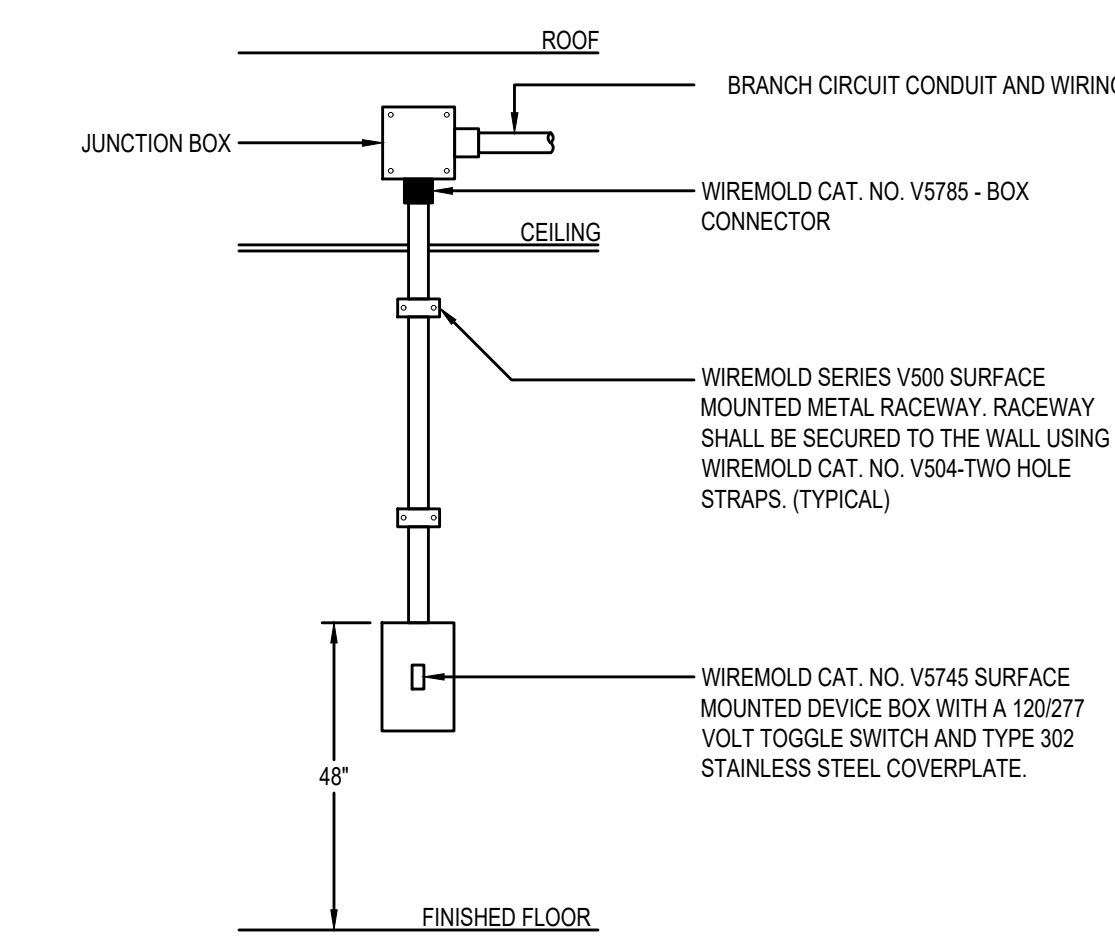 ROOF
BRANCH CIRCUIT CONDUIT AND WIRING
JUNCTION BOX
WIREMOLD CAT. NO. V5785 - BOX
CONNECTOR
CEILING
WIREMOLD SERIES V500 SURFACE
MOUNTED METAL RACEWAY. RACEWAY
SHALL BE SECURED TO THE WALL USING
WIREMOLD CAT. NO. V504-TWO HOLE
STRAPS. (TYPICAL)
WIREMOLD CAT. NO. V5745 SURFACE
MOUNTED DEVICE BOX WITH A 120/277
VOLT TOGGLE SWITCH AND TYPE 302
STAINLESS STEEL COVERPLATE.
48"
FINISHED FLOOR